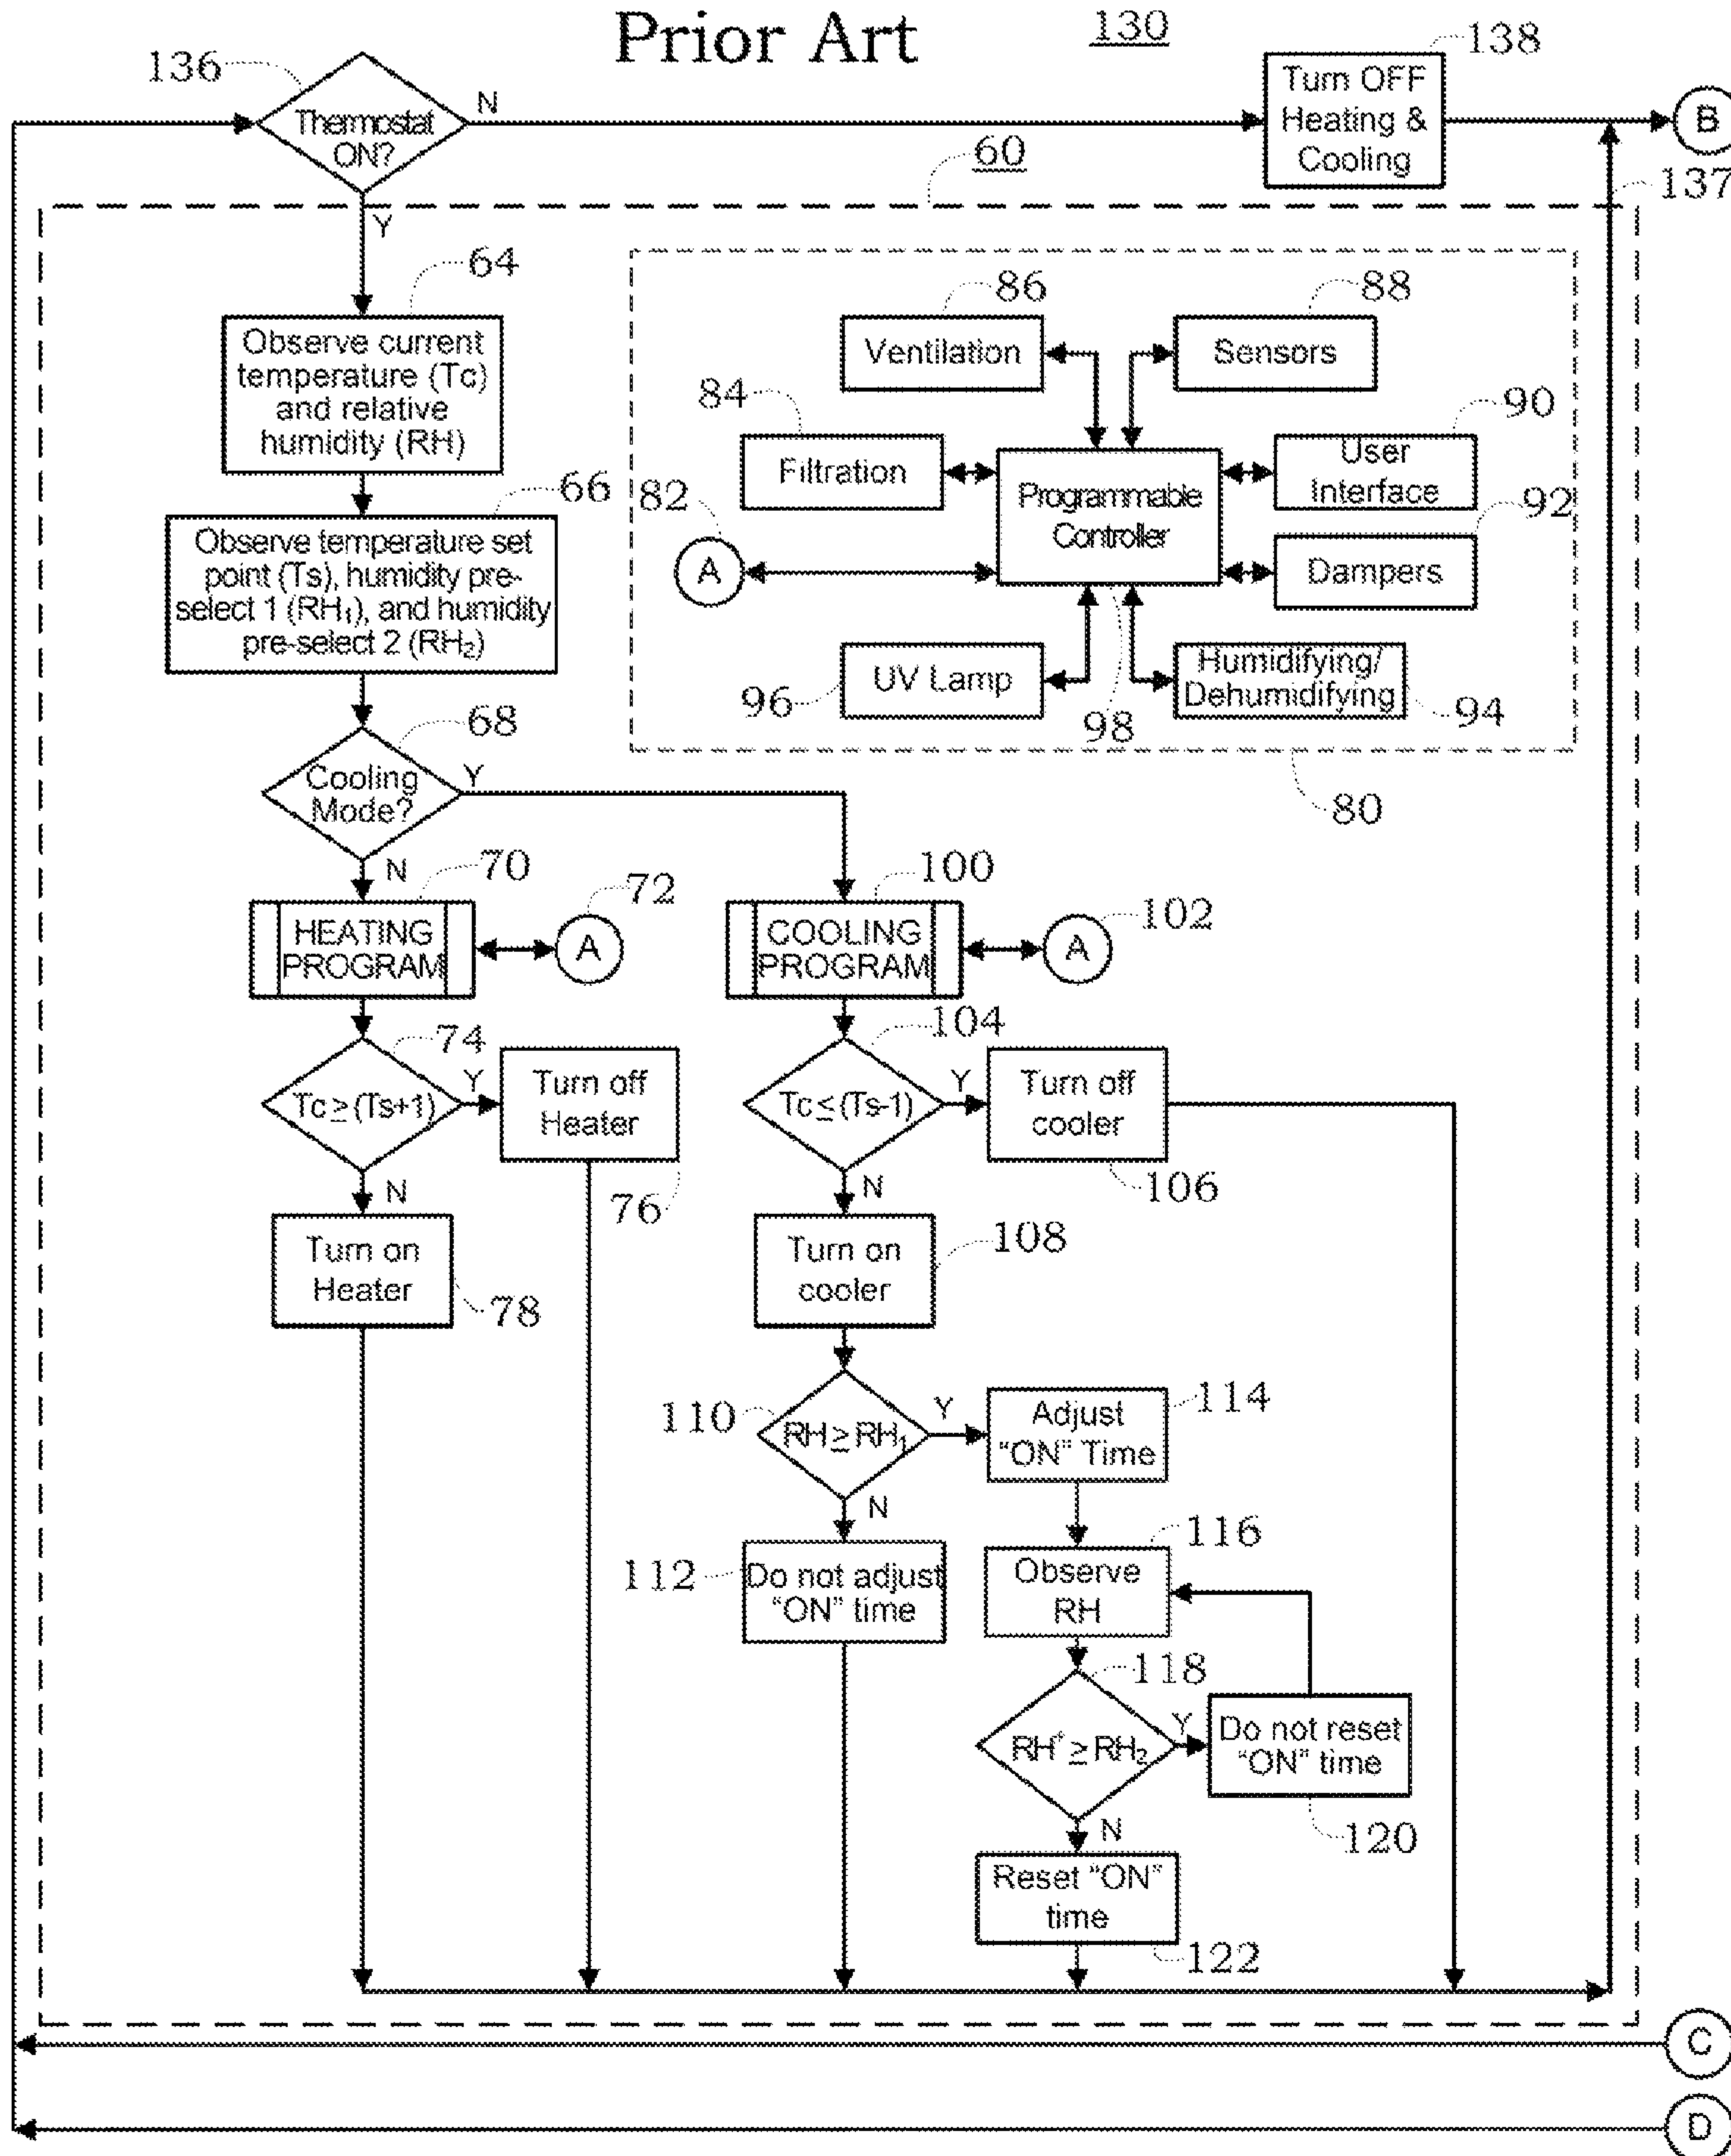 Prior Art
130
136
Thermostat
ON?
N
Y
138
Turn OFF
Heating &
Cooling
B
137
60
64
Observe current
temperature (Tc)
and relative
humidity (RH)
66
Observe temperature set
point (Ts), humidity pre-
select 1 (RH₁), and humidity
pre-select 2 (RH₂)
86
Ventilation
88
Sensors
84
Filtration
90
User
Interface
82
A
Programmable
Controller
92
Dampers
96
UV Lamp
98
Humidifying/
Dehumidifying
94
80
68
Cooling
Mode?
Y
N
70
HEATING
PROGRAM
72
A
100
COOLING
PROGRAM
102
A
74
Tc ≥ (Ts+1)
Y
N
Turn off
Heater
76
Turn on
Heater
78
104
Tc ≤ (Ts-1)
Y
N
Turn off
cooler
106
Turn on
cooler
108
110
RH ≥ RH₁
Y
N
Adjust
“ON” Time
114
112
Do not adjust
“ON” time
116
Observe
RH
118
RH⁺ ≥ RH₂
Y
N
Do not reset
“ON” time
120
Reset “ON”
time
122
C
D